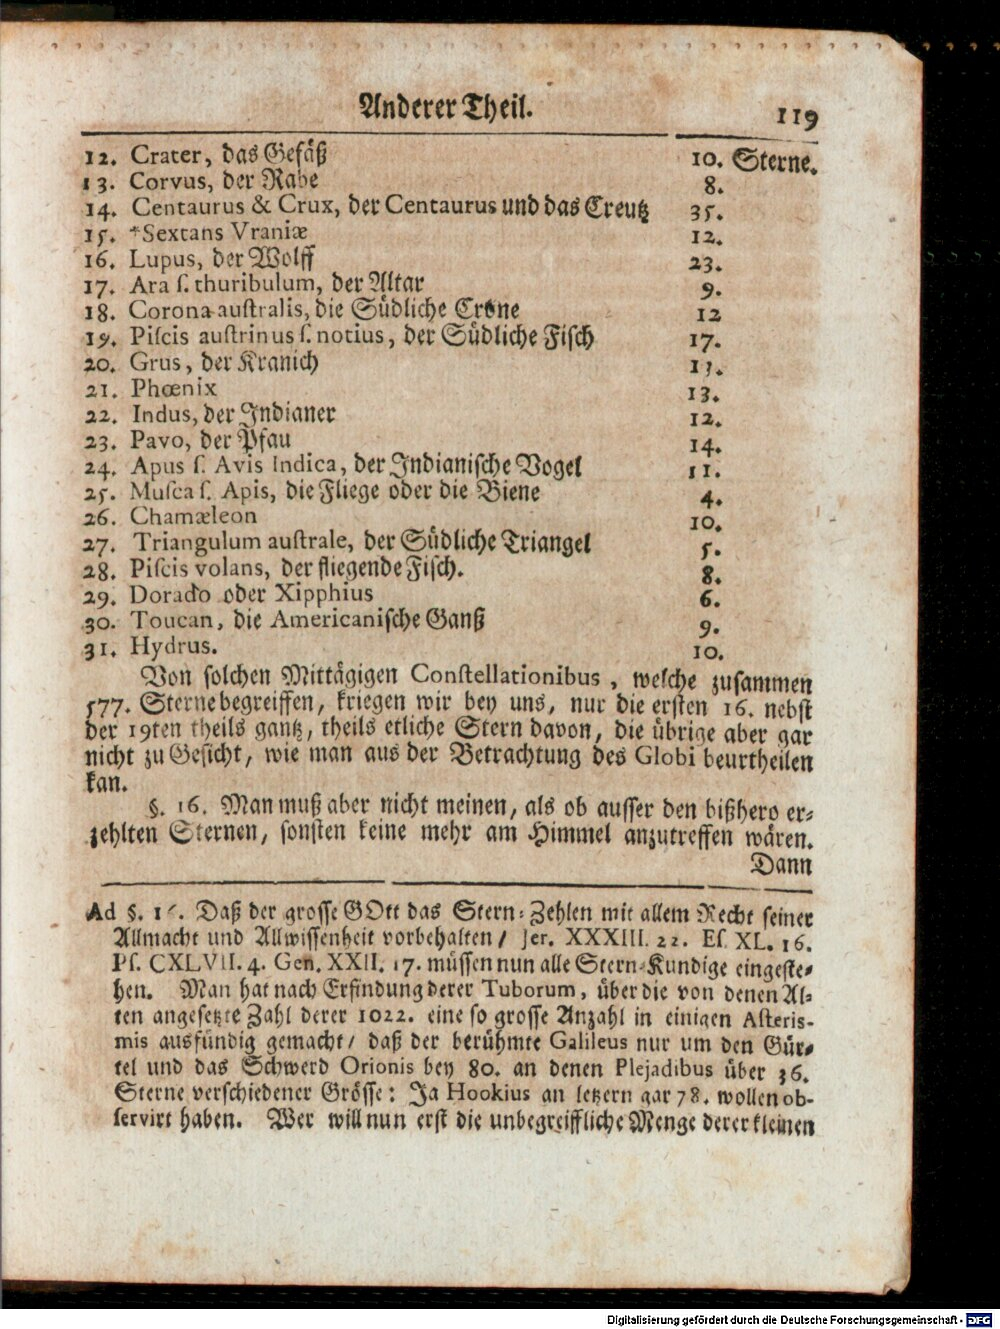 Anderer Theil. 119
12. Crater, das Gefäß 10. Sterne.
13. Corvus, der Rabe 8.
14. Centaurus & Crux, der Centaurus und das Creutz 35.
15. *Sextans Vraniæ 12.
16. Lupus, der Wolff 23.
17. Ara ſ. thuribulum, der Altar 9.
18. Corona auſtralis, die Südliche Crone 12
19. Piſcis auſtrinus ſ. notius, der Südliche Fiſch 17.
20. Grus, der Kranich
21. Phœnix 13.
22. Indus, der Indianer 12.
23. Pavo, der Pfau 14.
24. Apus ſ. Avis Indica, der Indianiſche Vogel 11.
25. Muſca ſ. Apis, die Fliege oder die Biene 4.
26. Chamæleon 10.
27. Triangulum auſtrale, der Südliche Triangel 5.
28. Piſcis volans, der fliegende Fiſch. 8.
29. Dorado oder Xipphius 6.
30. Toucan, die Americaniſche Ganß 9.
31. Hydrus. 10.
Von ſolchen Mittägigen Conſtellationibus, welche zuſammen
577. Sterne begreiffen, kriegen wir bey uns, nur die erſten 16. nebſt
der 19ten theils gantz, theils etliche Stern davon, die übrige aber gar
nicht zu Geſicht, wie man aus der Betrachtung des Globi beurtheilen
kan.
§. 16. Man muß aber nicht meinen, als ob auſſer den bißhero er-
zehlten Sternen, ſonſten keine mehr am Himmel anzutreffen wären.
Dann
Ad §. 16. Daß der groſſe GOtt das Stern-Zehlen mit allem Recht ſeiner
Allmacht und Allwiſſenheit vorbehalten/ Jer. XXXIII. 22. Eſ. XL. 16.
Pſ. CXLVII. 4. Gen. XXII. 17. müſſen nun alle Stern-Kundige eingeſte-
hen. Man hat nach Erfindung derer Tuborum, über die von denen Al-
ten angeſetzte Zahl derer 1022. eine ſo groſſe Anzahl in einigen Aſteris-
mis ausfündig gemacht/ daß der berühmte Galileus nur um den Gür-
tel und das Schwerd Orionis bey 80. an denen Plejadibus über 36.
Sterne verſchiedener Gröſſe: Ja Hookius an letzern gar 78. wollen ob-
ſervirt haben. Wer will nun erſt die unbegreiffliche Menge derer kleinen
Digitalisierung gefördert durch die Deutsche Forschungsgemeinschaft - DFG